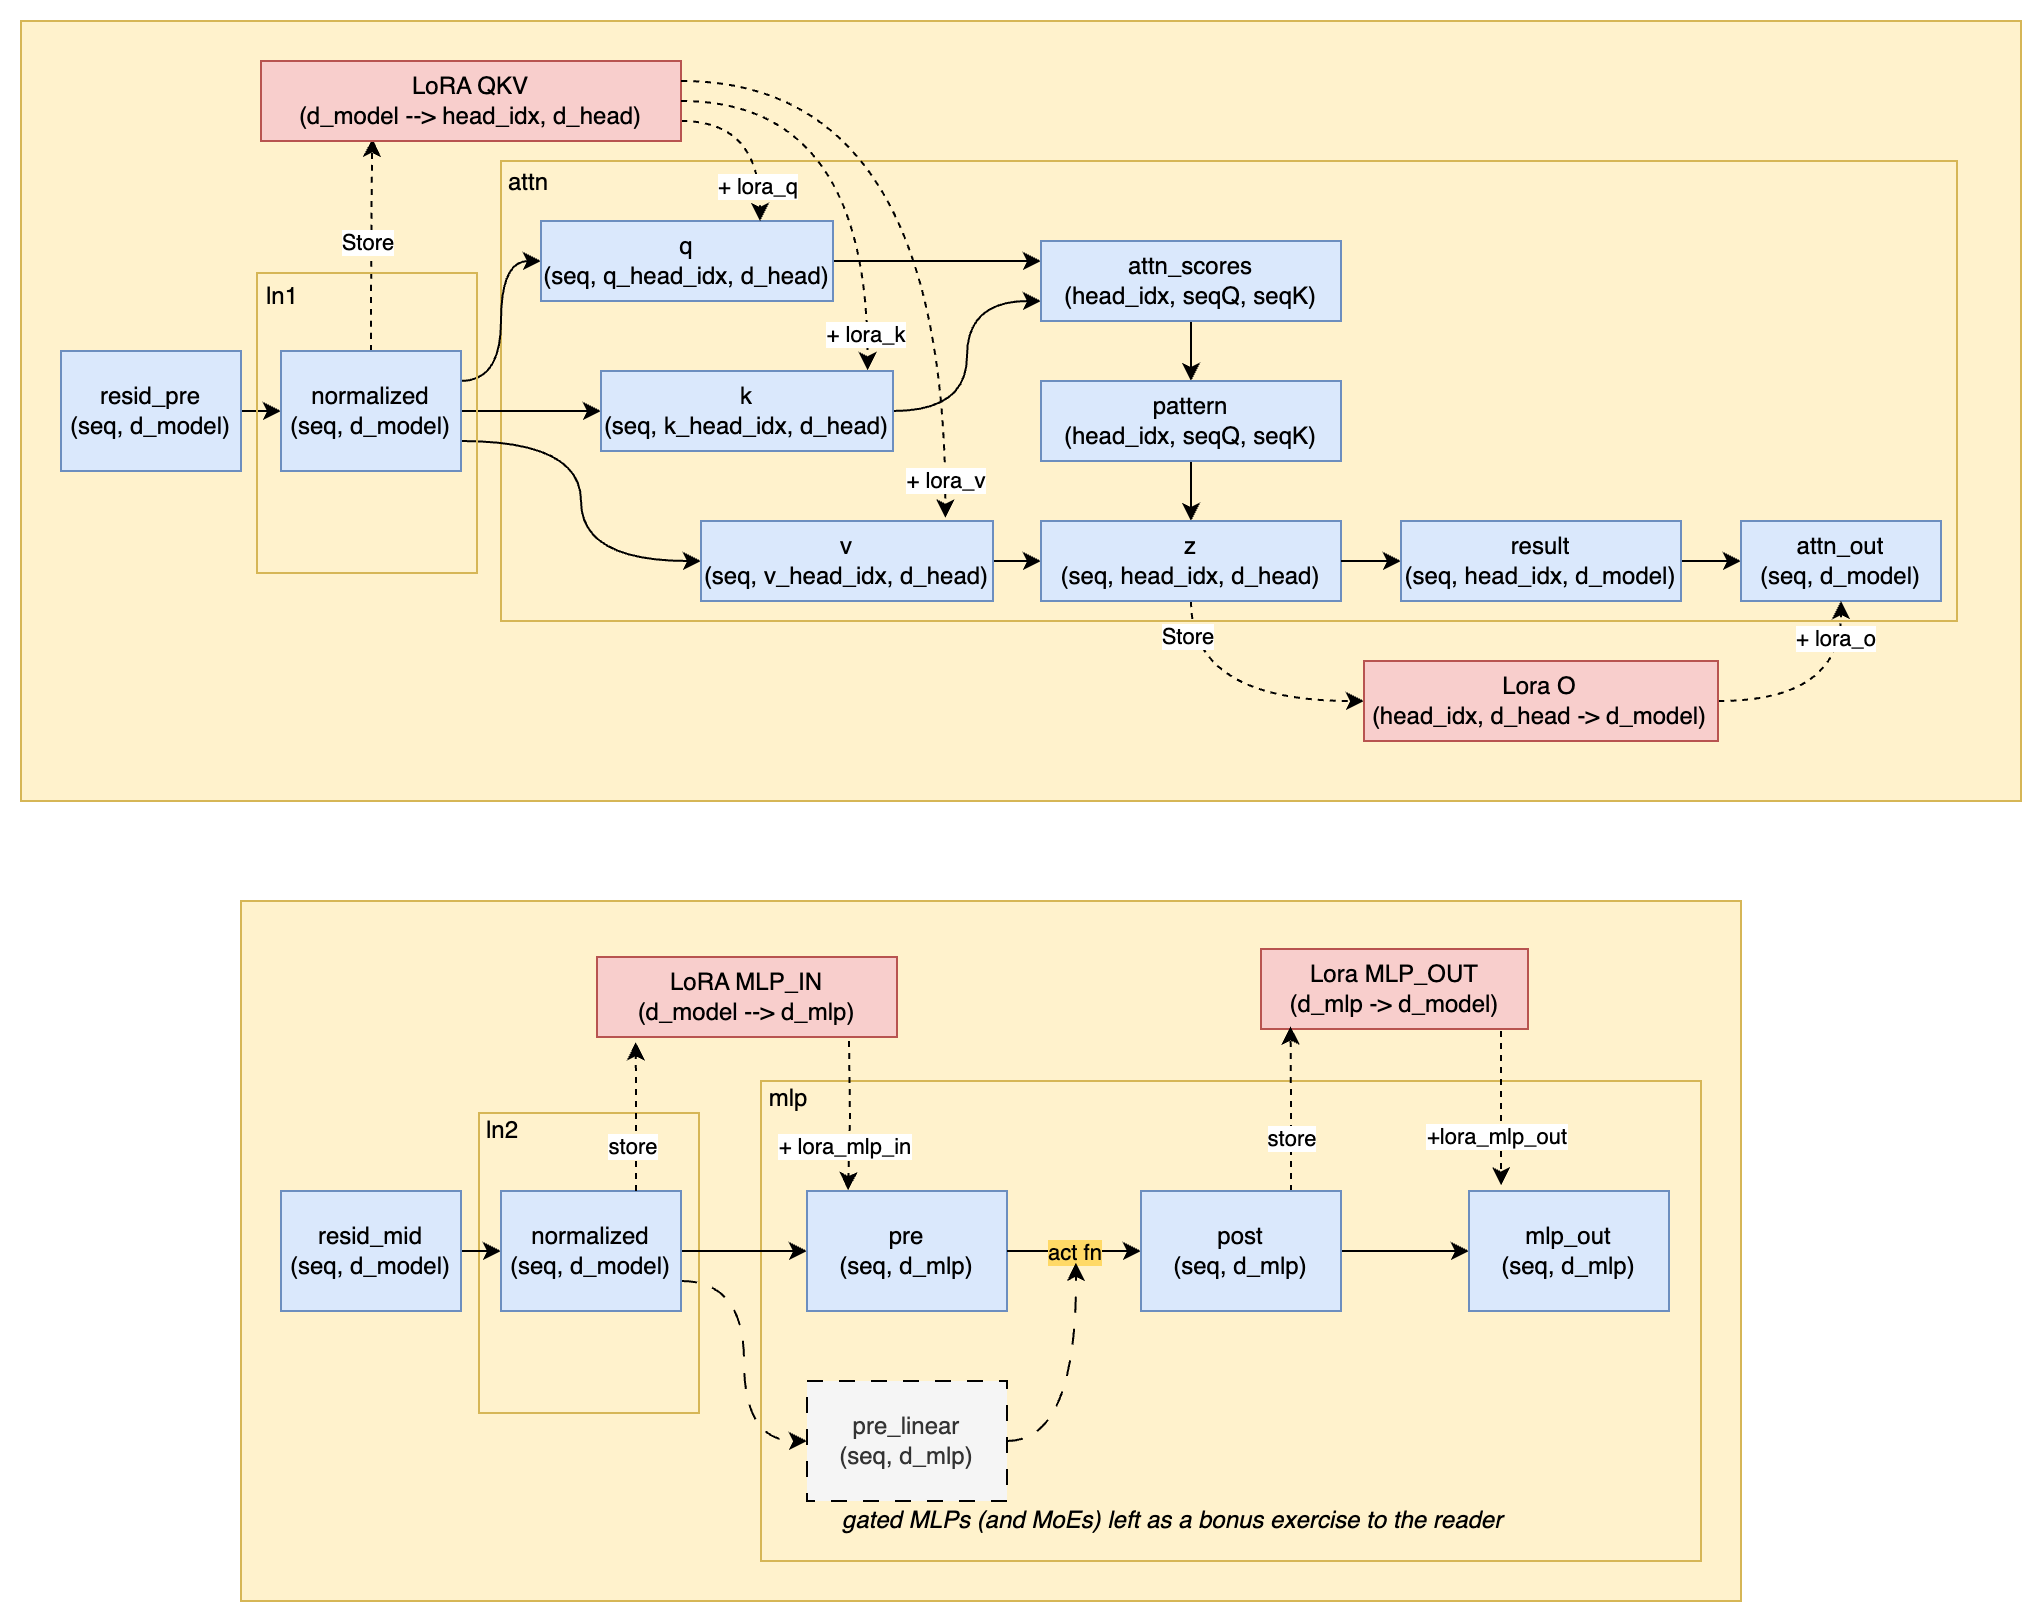 LoRA QKV
(d_model --> head_idx, d_head)
attn
+ lora_q
Store
q
(seq, q_head_idx, d_head)
attn_scores
(head_idx, seqQ, seqK)
ln1
+ lora_k
resid_pre
(seq, d_model)
normalized
(seq, d_model)
k
(seq, k_head_idx, d_head)
pattern
(head_idx, seqQ, seqK)
+ lora_v
v
(seq, v_head_idx, d_head)
z
(seq, head_idx, d_head)
result
(seq, head_idx, d_model)
attn_out
(seq, d_model)
Store
+ lora_o
Lora O
(head_idx, d_head -> d_model)
LoRA MLP_IN
(d_model --> d_mlp)
Lora MLP_OUT
(d_mlp -> d_model)
mlp
ln2
store
+ lora_mlp_in
store
+lora_mlp_out
resid_mid
(seq, d_model)
normalized
(seq, d_model)
pre
(seq, d_mlp)
act fn
post
(seq, d_mlp)
mlp_out
(seq, d_mlp)
pre_linear
(seq, d_mlp)
gated MLPs (and MoEs) left as a bonus exercise to the reader